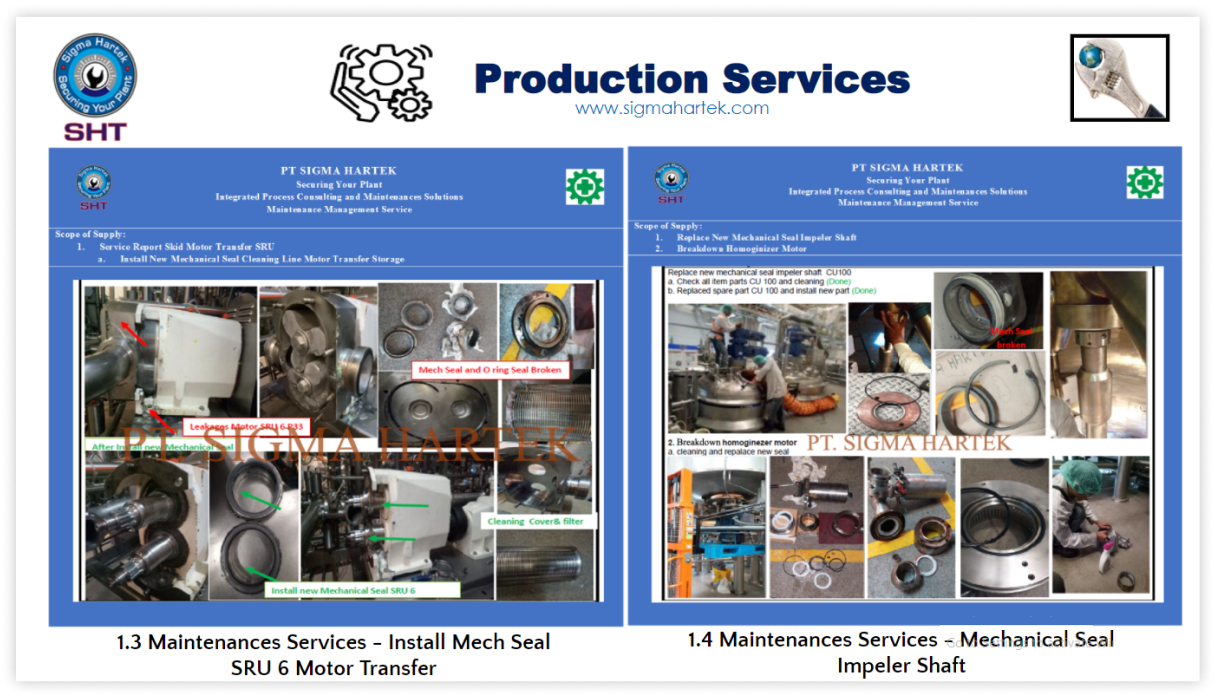 Sigma Hartek
Securing Your Plant
SHT
Production Services
www.sigmahartek.com
SHT
PT SIGMA HARTEK
Securing Your Plant
Integrated Process Consulting and Maintenances Solutions
Maintenance Management Service
Scope of Supply:
1. Service Report Skid Motor Transfer SRU
a. Install New Mechanical Seal Cleaning Line Motor Transfer Storage
Mech Seal and O ring Seal Broken
Leakages Motor SRU 6 P33
After Install new Mechanical Seal
PT. SIGMA HARTEK
Cleaning Cover& filter
Install new Mechanical Seal SRU 6
1.3 Maintenances Services - Install Mech Seal
SRU 6 Motor Transfer
SHT
PT SIGMA HARTEK
Securing Your Plant
Integrated Process Consulting and Maintenances Solutions
Maintenance Management Service
Scope of Supply:
1. Replace New Mechanical Seal Impeler Shaft
2. Breakdown Homoginizer Motor
Replace new mechanical seal impeler shaft CU100
a. Check all item parts CU 100 and cleaning (Done)
b. Replaced spare part CU 100 and install new part (Done)
Mech Seal
broken
2. Breakdown homoginezer motor
PT. SIGMA HARTEK
a. cleaning and repalace new seal
1.4 Maintenances Services - Mechanical Seal
Impeler Shaft